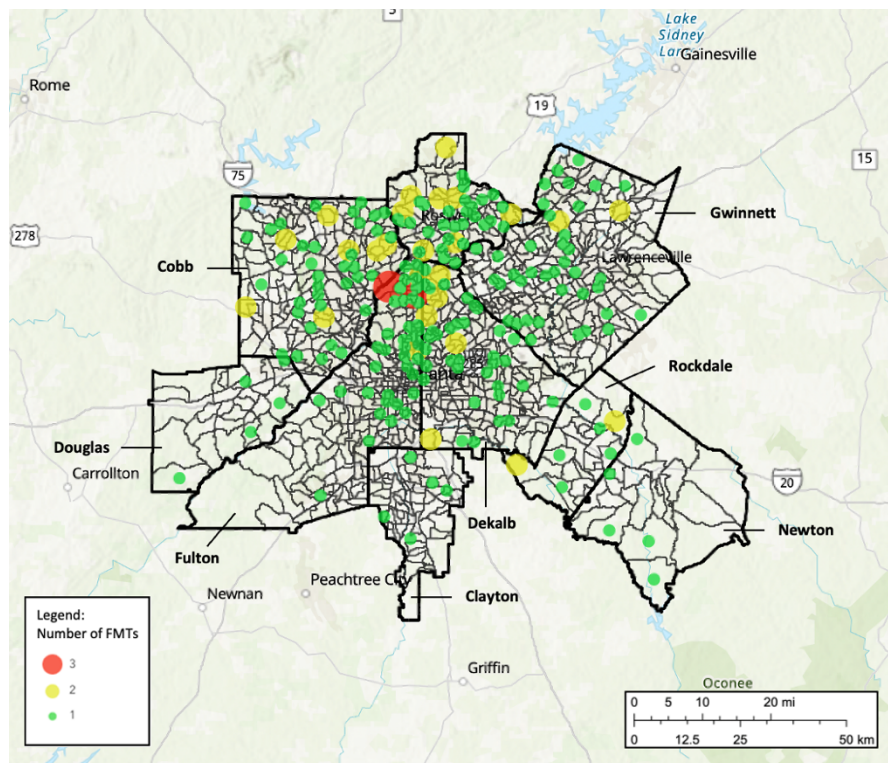 5
Lake
Sidney
Gainesville
Rome
19
75
15
Gwinnett
278
Lawrenceville
Cobb
Rockdale
Douglas
Carrollton
20
Dekalb
Newton
Fulton
Peachtree City
Newnan
Clayton
Legend:
Number of FMTs
3
2
1
Griffin
Oconee
0 5 10 20 mi
0 12.5 25 50 km